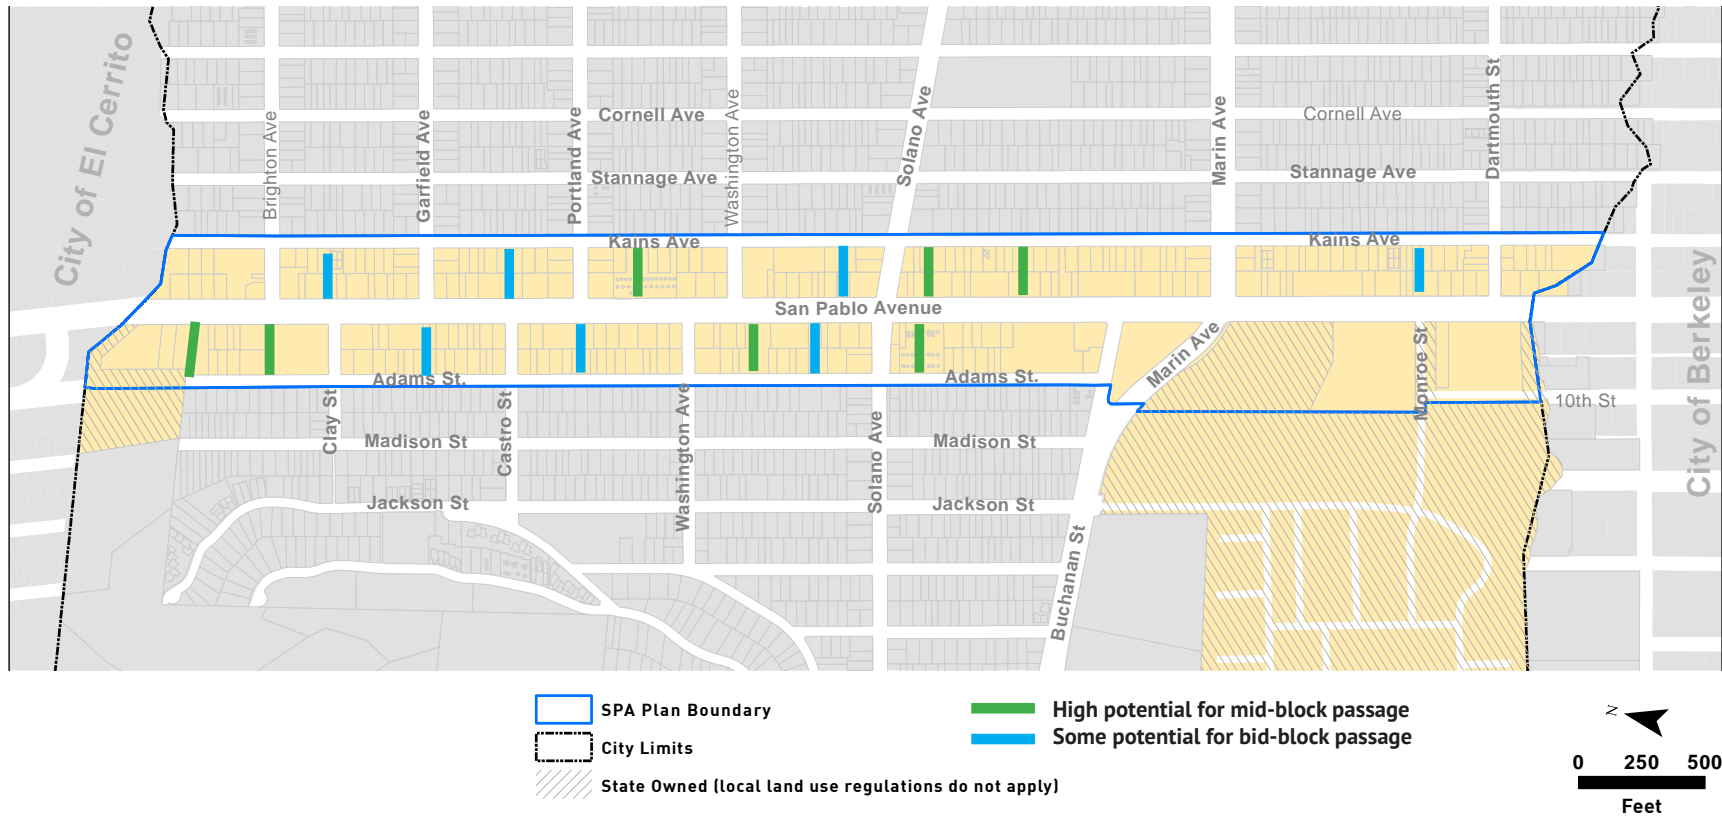 City of El Cerrito
Brighton Ave
Garfield Ave
Portland Ave
Cornell Ave
Stannage Ave
Washington Ave
Solano Ave
Marin Ave
Cornell Ave
Stannage Ave
Dartmouth St
Kains Ave
Kains Ave
San Pablo Avenue
City of Berkeley
Adams St.
Adams St.
Marin Ave
Monroe St
10th St
Clay St
Castro St
Washington Ave
Solano Ave
Madison St
Madison St
Jackson St
Jackson St
Buchanan St
SPA Plan Boundary
City Limits
State Owned (local land use regulations do not apply)
High potential for mid-block passage
Some potential for bid-block passage
N
0 250 500
Feet